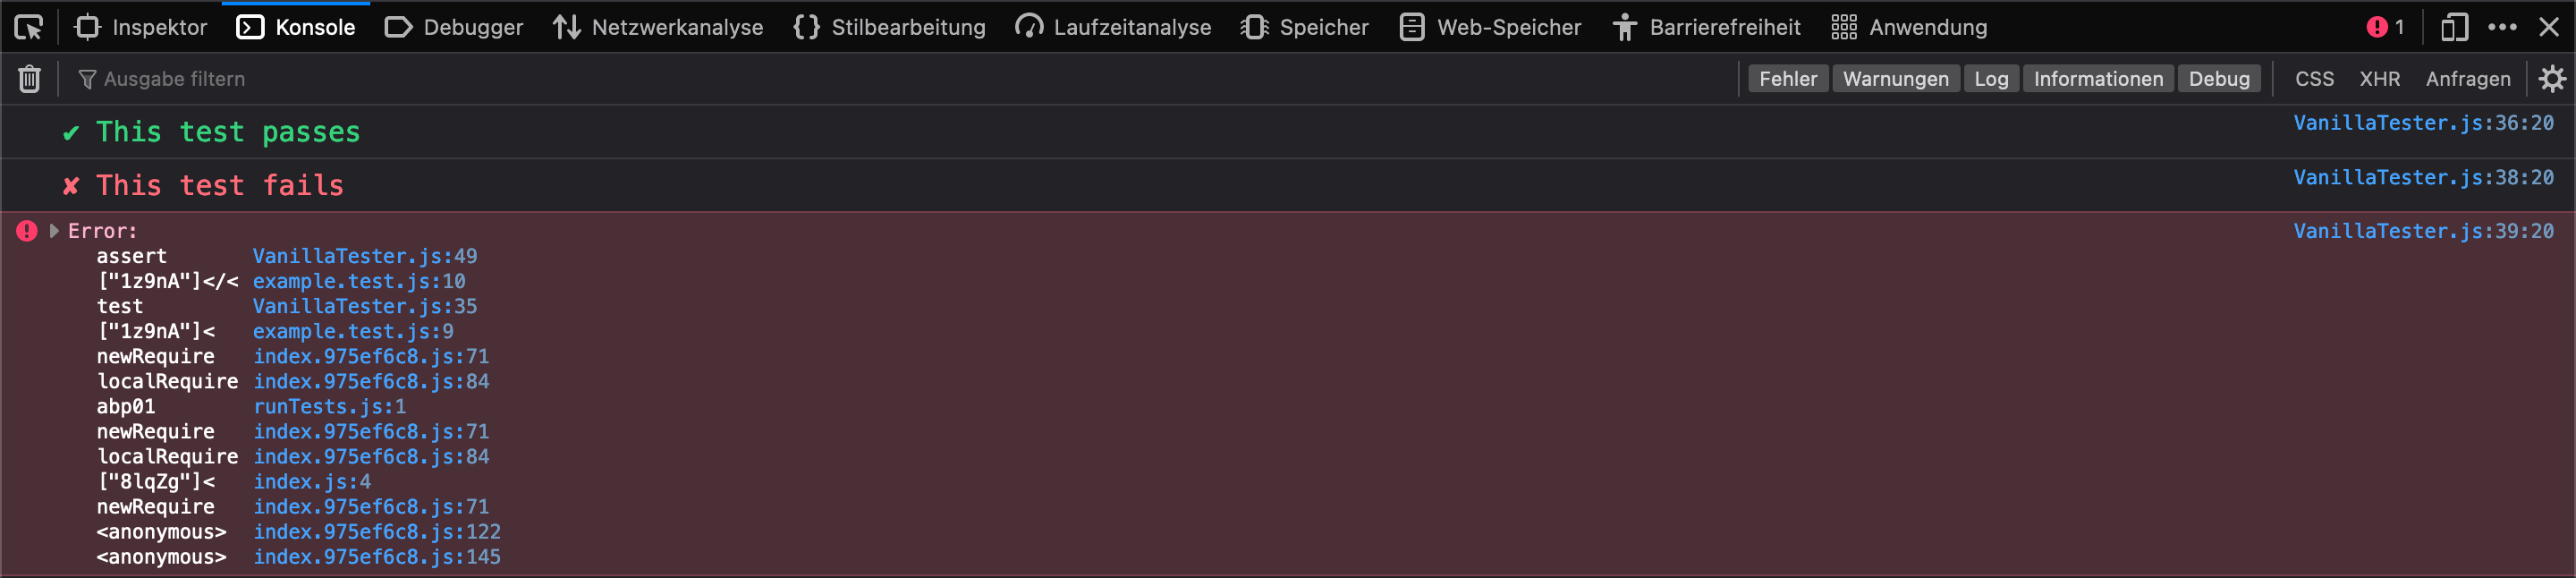 Inspektor Konsole Debugger Netzwerkanalyse Stilbearbeitung Laufzeitanalyse Speicher Web-Speicher Barrierefreiheit Anwendung 1
Ausgabe filtern Fehler Warnungen Log Informationen Debug CSS XHR Anfragen
✔ This test passes VanillaTester.js:36:20
✘ This test fails VanillaTester.js:38:20
Error: VanillaTester.js:39:20
assert VanillaTester.js:49
["1z9nA"]</< example.test.js:10
test VanillaTester.js:35
["1z9nA"]< example.test.js:9
newRequire index.975ef6c8.js:71
localRequire index.975ef6c8.js:84
abp01 runTests.js:1
newRequire index.975ef6c8.js:71
localRequire index.975ef6c8.js:84
["8lqZg"]< index.js:4
newRequire index.975ef6c8.js:71
<anonymous> index.975ef6c8.js:122
<anonymous> index.975ef6c8.js:145